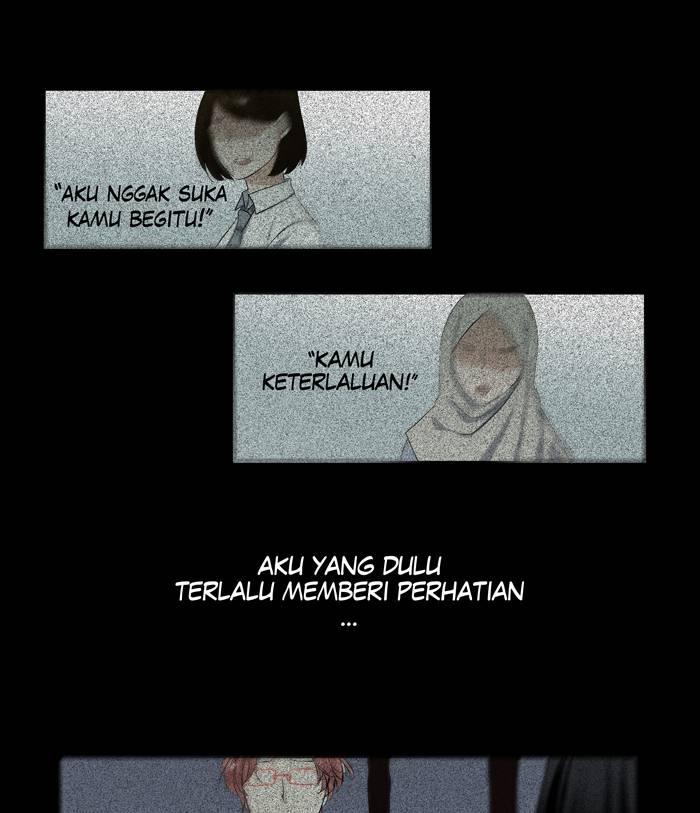 "AKU NGGAK SUKA
KAMU BEGITU!"
"KAMU
KETERLALUAN!"
AKU YANG DULU
TERLALU MEMBERI PERHATIAN
...